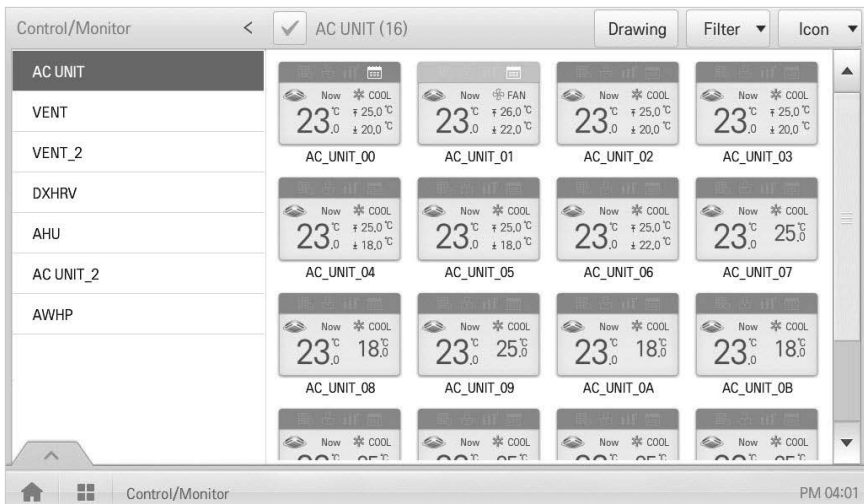 Control/Monitor < AC UNIT (16) Drawing Filter ▼ Icon ▼
AC UNIT
VENT
VENT_2
DXHRV
AHU
AC UNIT_2
AWHP
Now COOL
23.0 °C 25.0 °C
20.0 °C
AC_UNIT_00
Now FAN
23.0 °C 26.0 °C
22.0 °C
AC_UNIT_01
Now COOL
23.0 °C 25.0 °C
20.0 °C
AC_UNIT_02
Now COOL
23.0 °C 25.0 °C
20.0 °C
AC_UNIT_03
Now COOL
23.0 °C 25.0 °C
18.0 °C
AC_UNIT_04
Now COOL
23.0 °C 25.0 °C
18.0 °C
AC_UNIT_05
Now COOL
23.0 °C 25.0 °C
22.0 °C
AC_UNIT_06
Now COOL
23.0 °C 25.0 °C
AC_UNIT_07
Now COOL
23.0 °C 18.0 °C
AC_UNIT_08
Now COOL
23.0 °C 25.0 °C
AC_UNIT_09
Now COOL
23.0 °C 18.0 °C
AC_UNIT_0A
Now COOL
23.0 °C 18.0 °C
AC_UNIT_0B
Now COOL
Now COOL
Now COOL
Now COOL
Control/Monitor PM 04:01